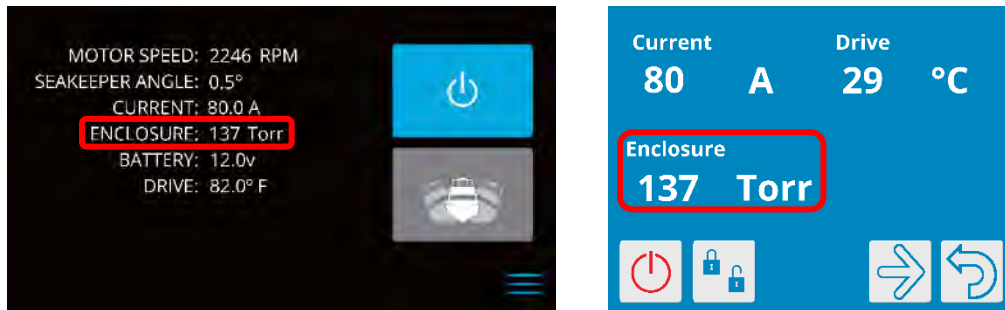 MOTOR SPEED: 2246 RPM
SEAKEEPER ANGLE: 0.5°
CURRENT: 80.0 A
ENCLOSURE: 137 Torr
BATTERY: 12.0v
DRIVE: 82.0° F
Current Drive
80 A 29 °C
Enclosure
137 Torr